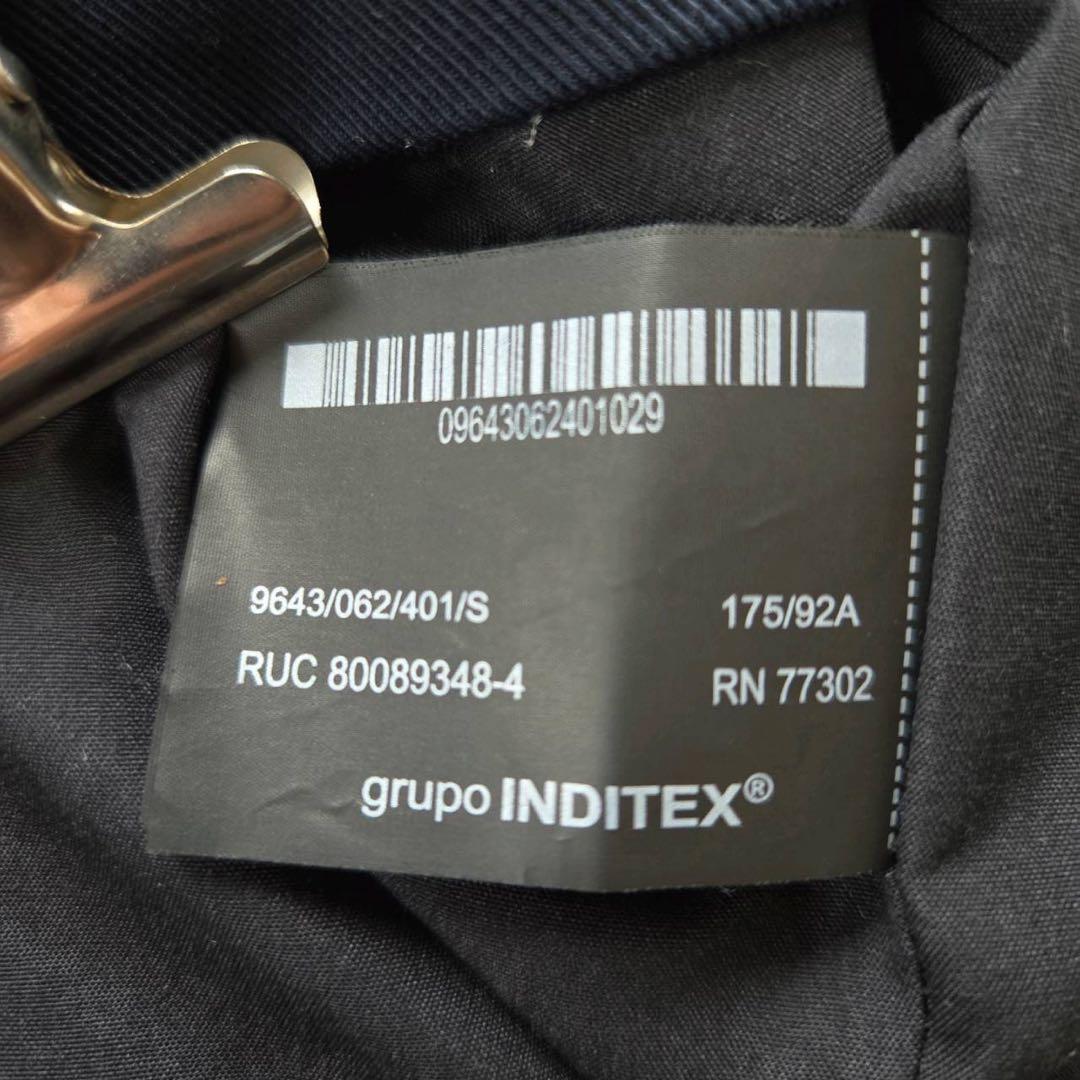 09643062401029
9643/062/401/S 175/92A
RUC 80089348-4 RN 77302
grupo INDITEX®